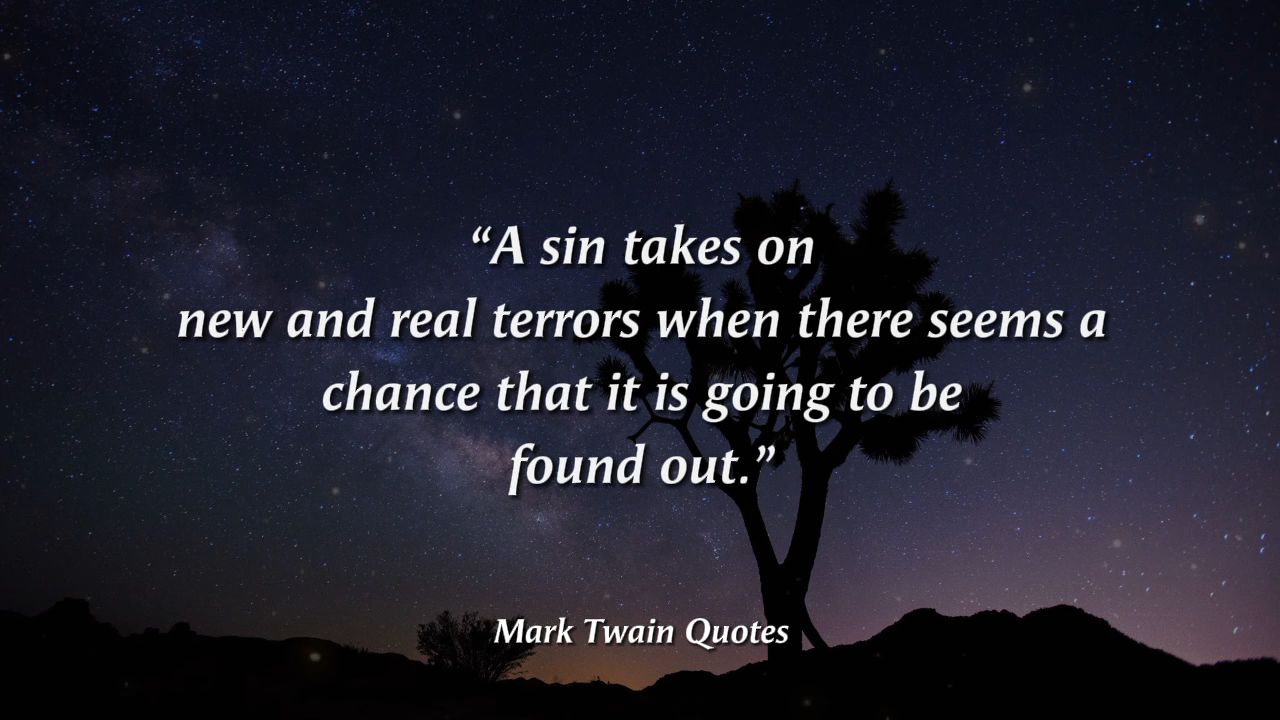 “A sin takes on
new and real terrors when there seems a
chance that it is going to be
found out.”
Mark Twain Quotes